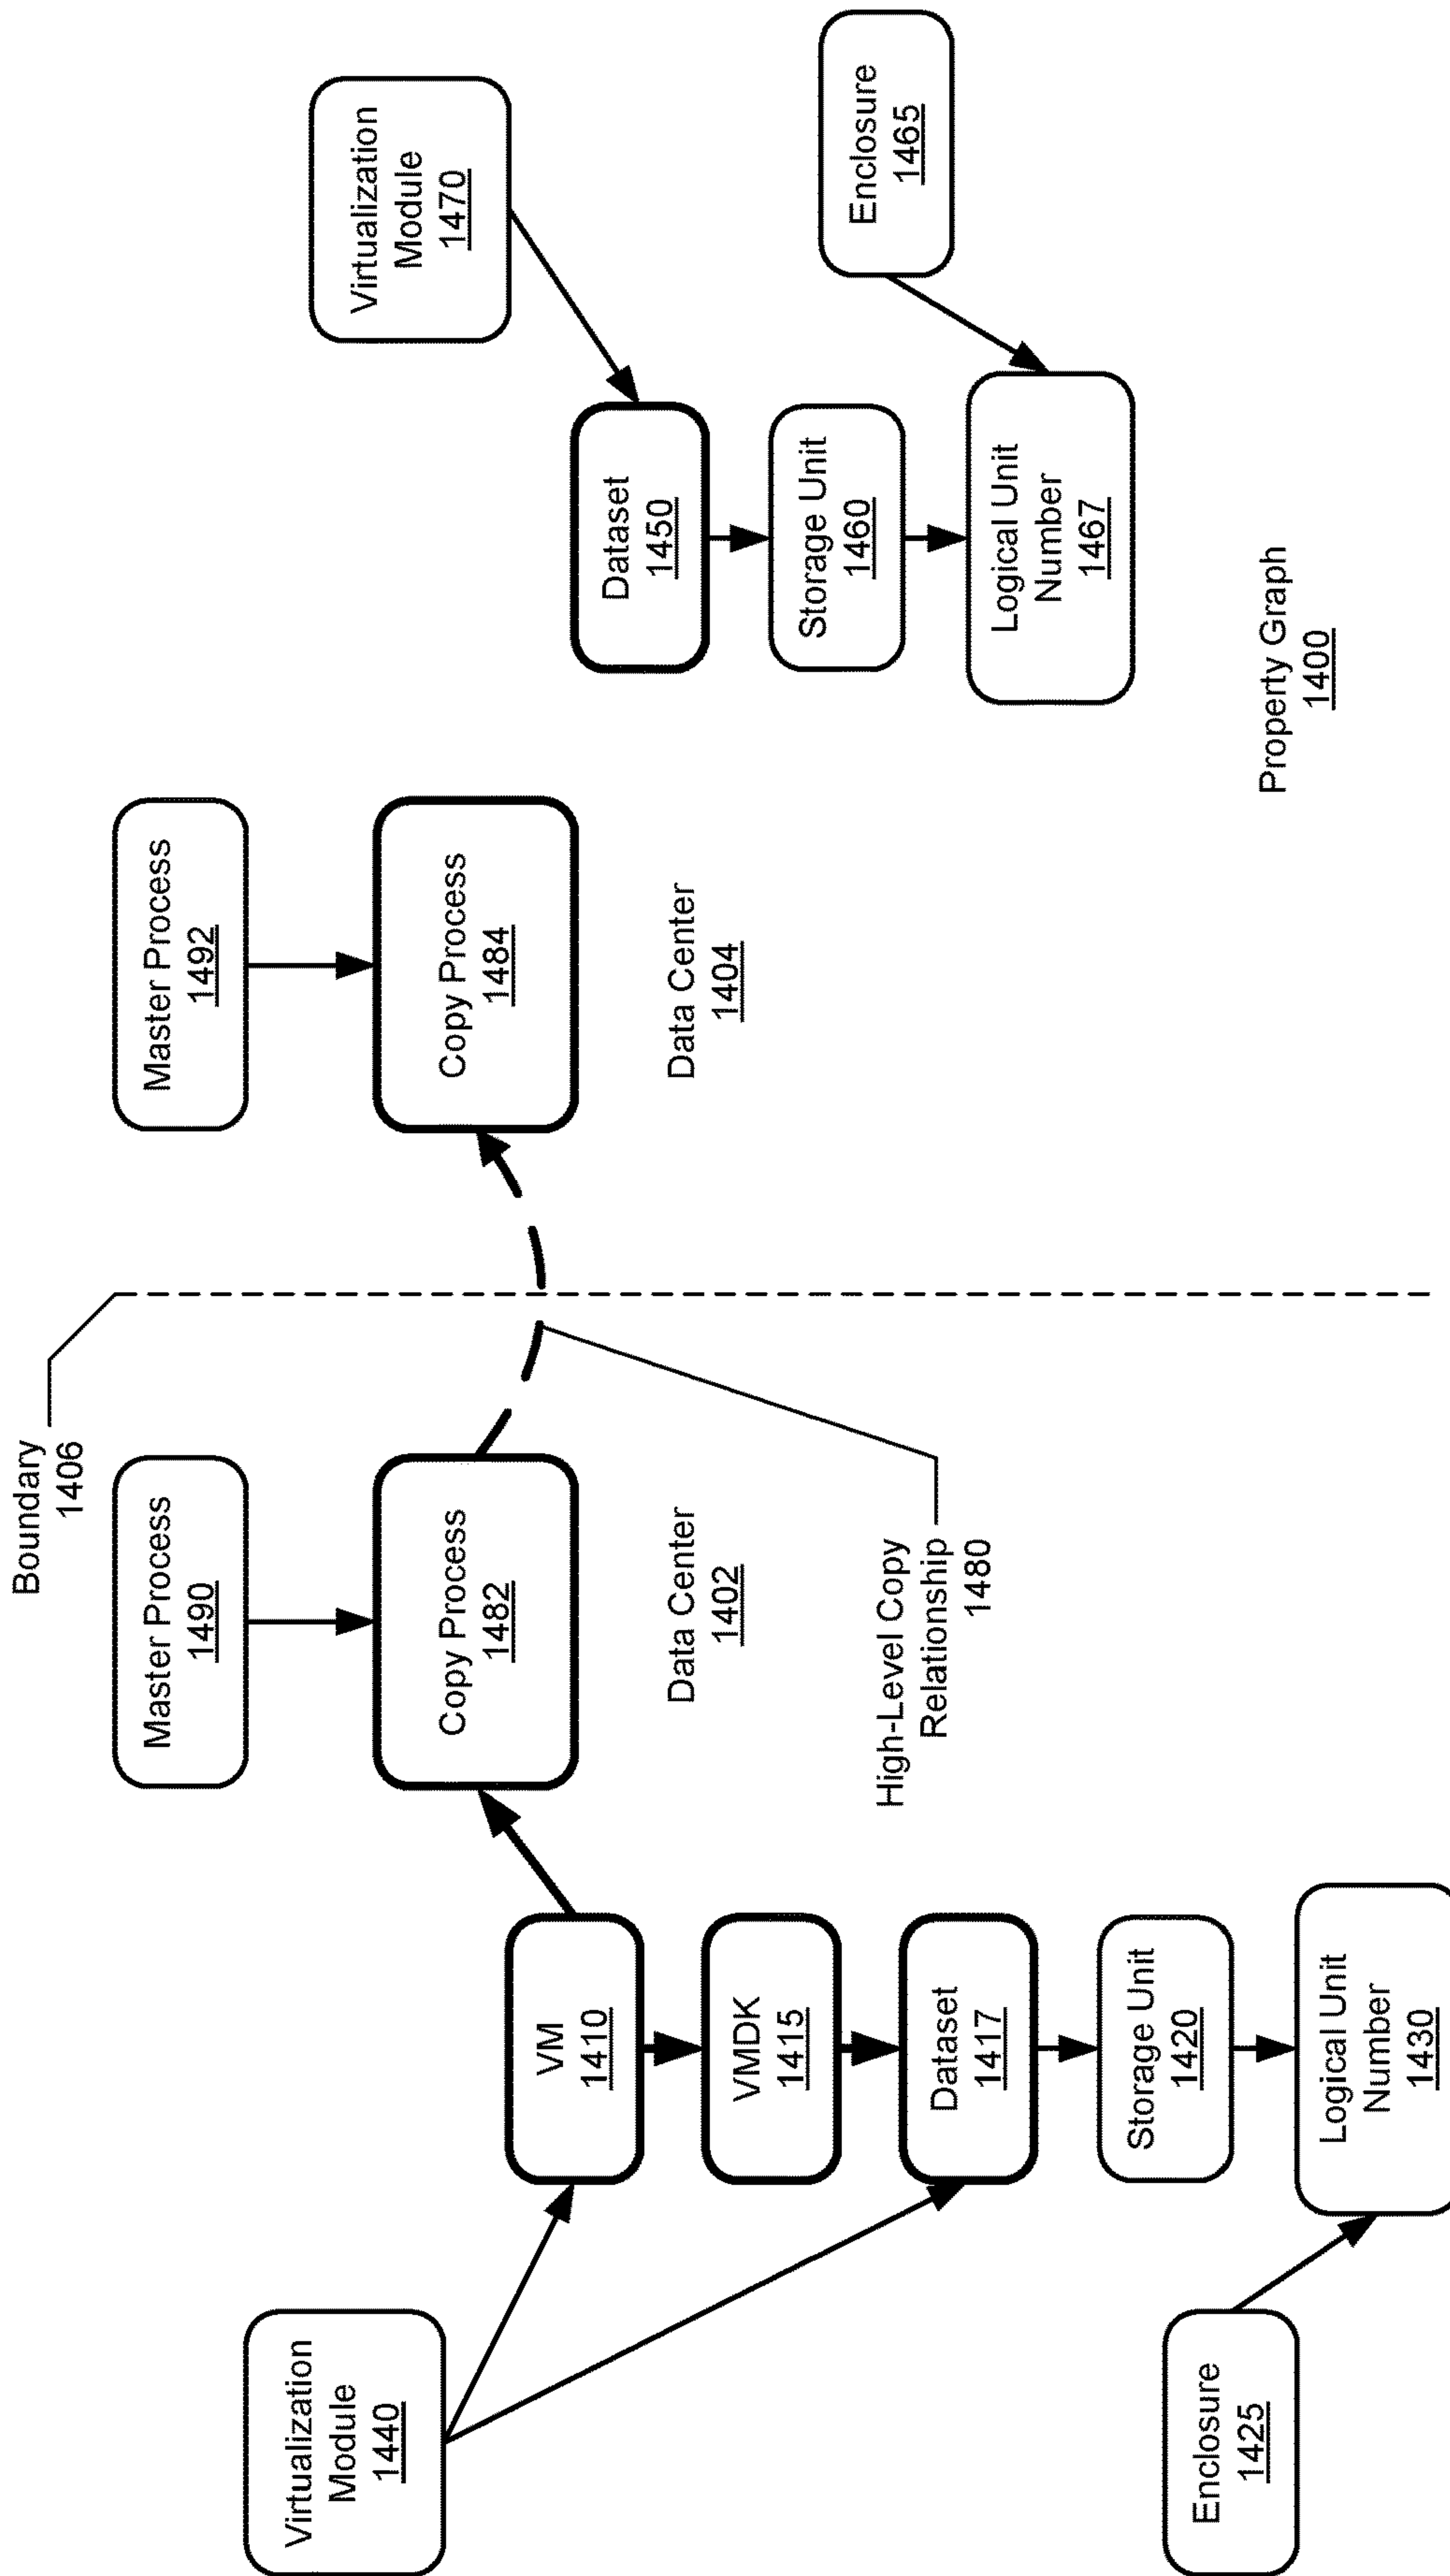 Boundary
1406
Master Process
1490
Master Process
1492
Virtualization
Module
1440
Copy Process
1482
Copy Process
1484
Virtualization
Module
1470
VM
1410
VMDK
1415
Dataset
1417
Storage Unit
1420
Logical Unit
Number
1430
Enclosure
1425
Data Center
1402
High-Level Copy
Relationship
1480
Data Center
1404
Dataset
1450
Storage Unit
1460
Logical Unit
Number
1467
Enclosure
1465
Property Graph
1400